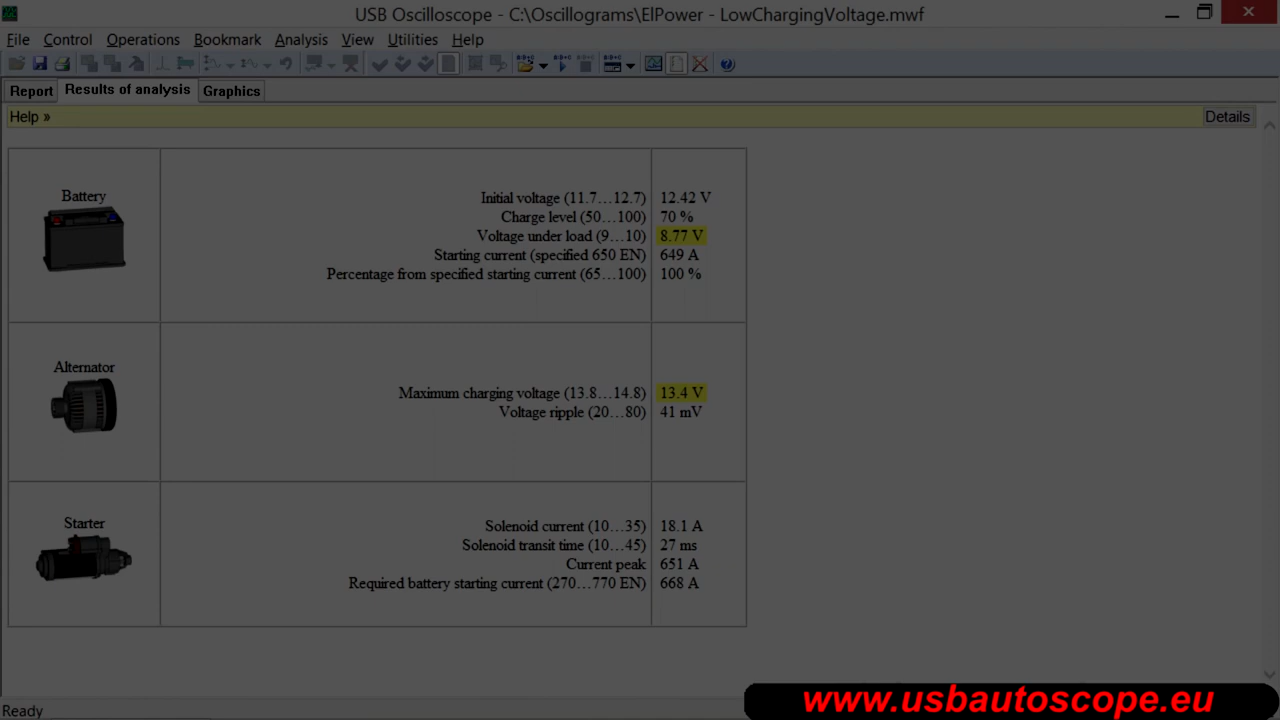 USB Oscilloscope - C:\Oscillograms\ElPower - LowChargingVoltage.mwf
File Control Operations Bookmark Analysis View Utilities Help
Report Results of analysis Graphics
Help » Details
Battery
Initial voltage (11.7…12.7) 12.42 V
Charge level (50…100) 70 %
Voltage under load (9…10) 8.77 V
Starting current (specified 650 EN) 649 A
Percentage from specified starting current (65…100) 100 %
Alternator
Maximum charging voltage (13.8…14.8) 13.4 V
Voltage ripple (20…80) 41 mV
Starter
Solenoid current (10…35) 18.1 A
Solenoid transit time (10…45) 27 ms
Current peak 651 A
Required battery starting current (270…770 EN) 668 A
Ready
www.usbautoscope.eu